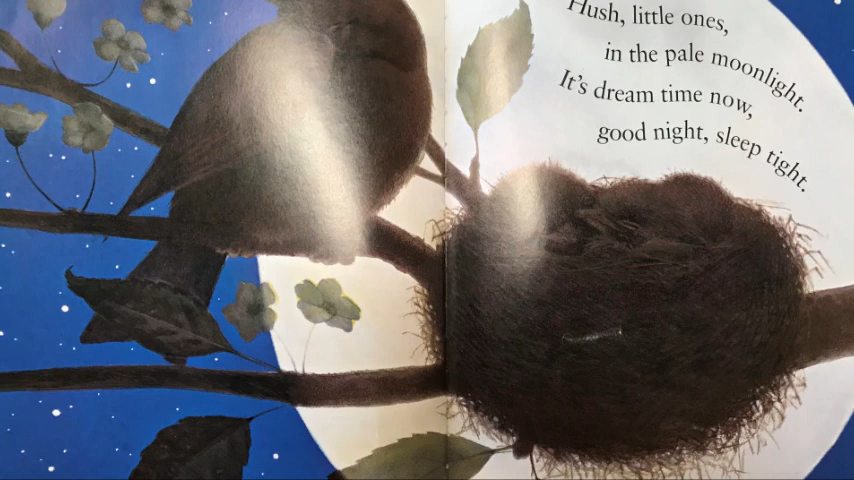 Hush, little ones,
in the pale moonlight.
It's dream time now,
good night, sleep tight.